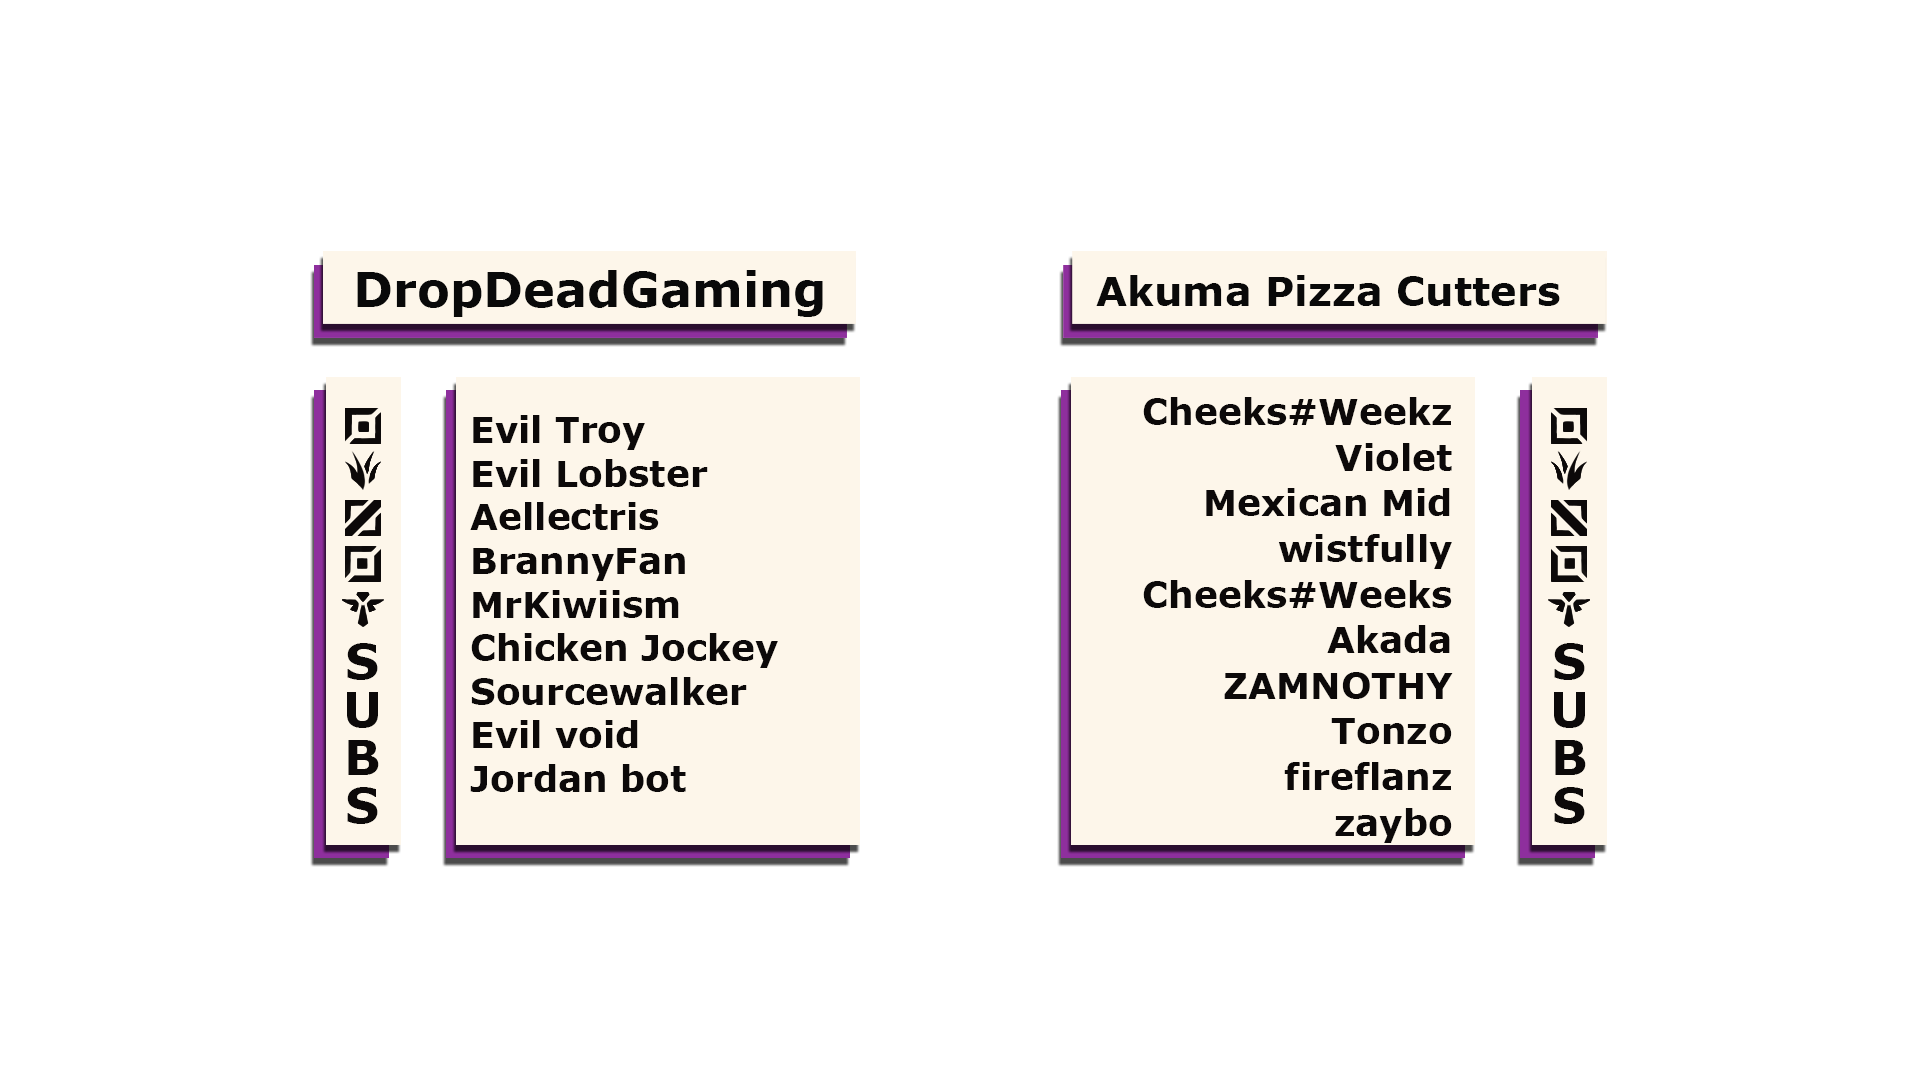 DropDeadGaming
Evil Troy
Evil Lobster
Aellectris
BrannyFan
MrKiwiism
Chicken Jockey
Sourcewalker
Evil void
Jordan bot
S
U
B
S
Akuma Pizza Cutters
Cheeks#Weekz
Violet
Mexican Mid
wistfully
Cheeks#Weeks
Akada
ZAMNOTHY
Tonzo
fireflanz
zaybo
S
U
B
S